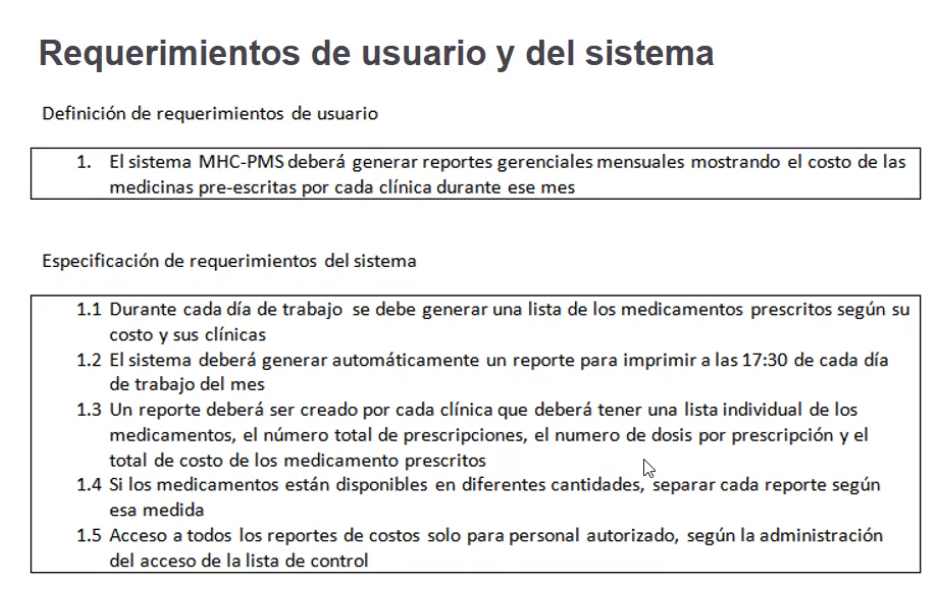 Requerimientos de usuario y del sistema
Definición de requerimientos de usuario
1. El sistema MHC-PMS deberá generar reportes gerenciales mensuales mostrando el costo de las
medicinas pre-escritas por cada clínica durante ese mes
Especificación de requerimientos del sistema
1.1 Durante cada día de trabajo se debe generar una lista de los medicamentos prescritos según su
costo y sus clínicas
1.2 El sistema deberá generar automáticamente un reporte para imprimir a las 17:30 de cada día
de trabajo del mes
1.3 Un reporte deberá ser creado por cada clínica que deberá tener una lista individual de los
medicamentos, el número total de prescripciones, el numero de dosis por prescripción y el
total de costo de los medicamento prescritos
1.4 Si los medicamentos están disponibles en diferentes cantidades, separar cada reporte según
esa medida
1.5 Acceso a todos los reportes de costos solo para personal autorizado, según la administración
del acceso de la lista de control